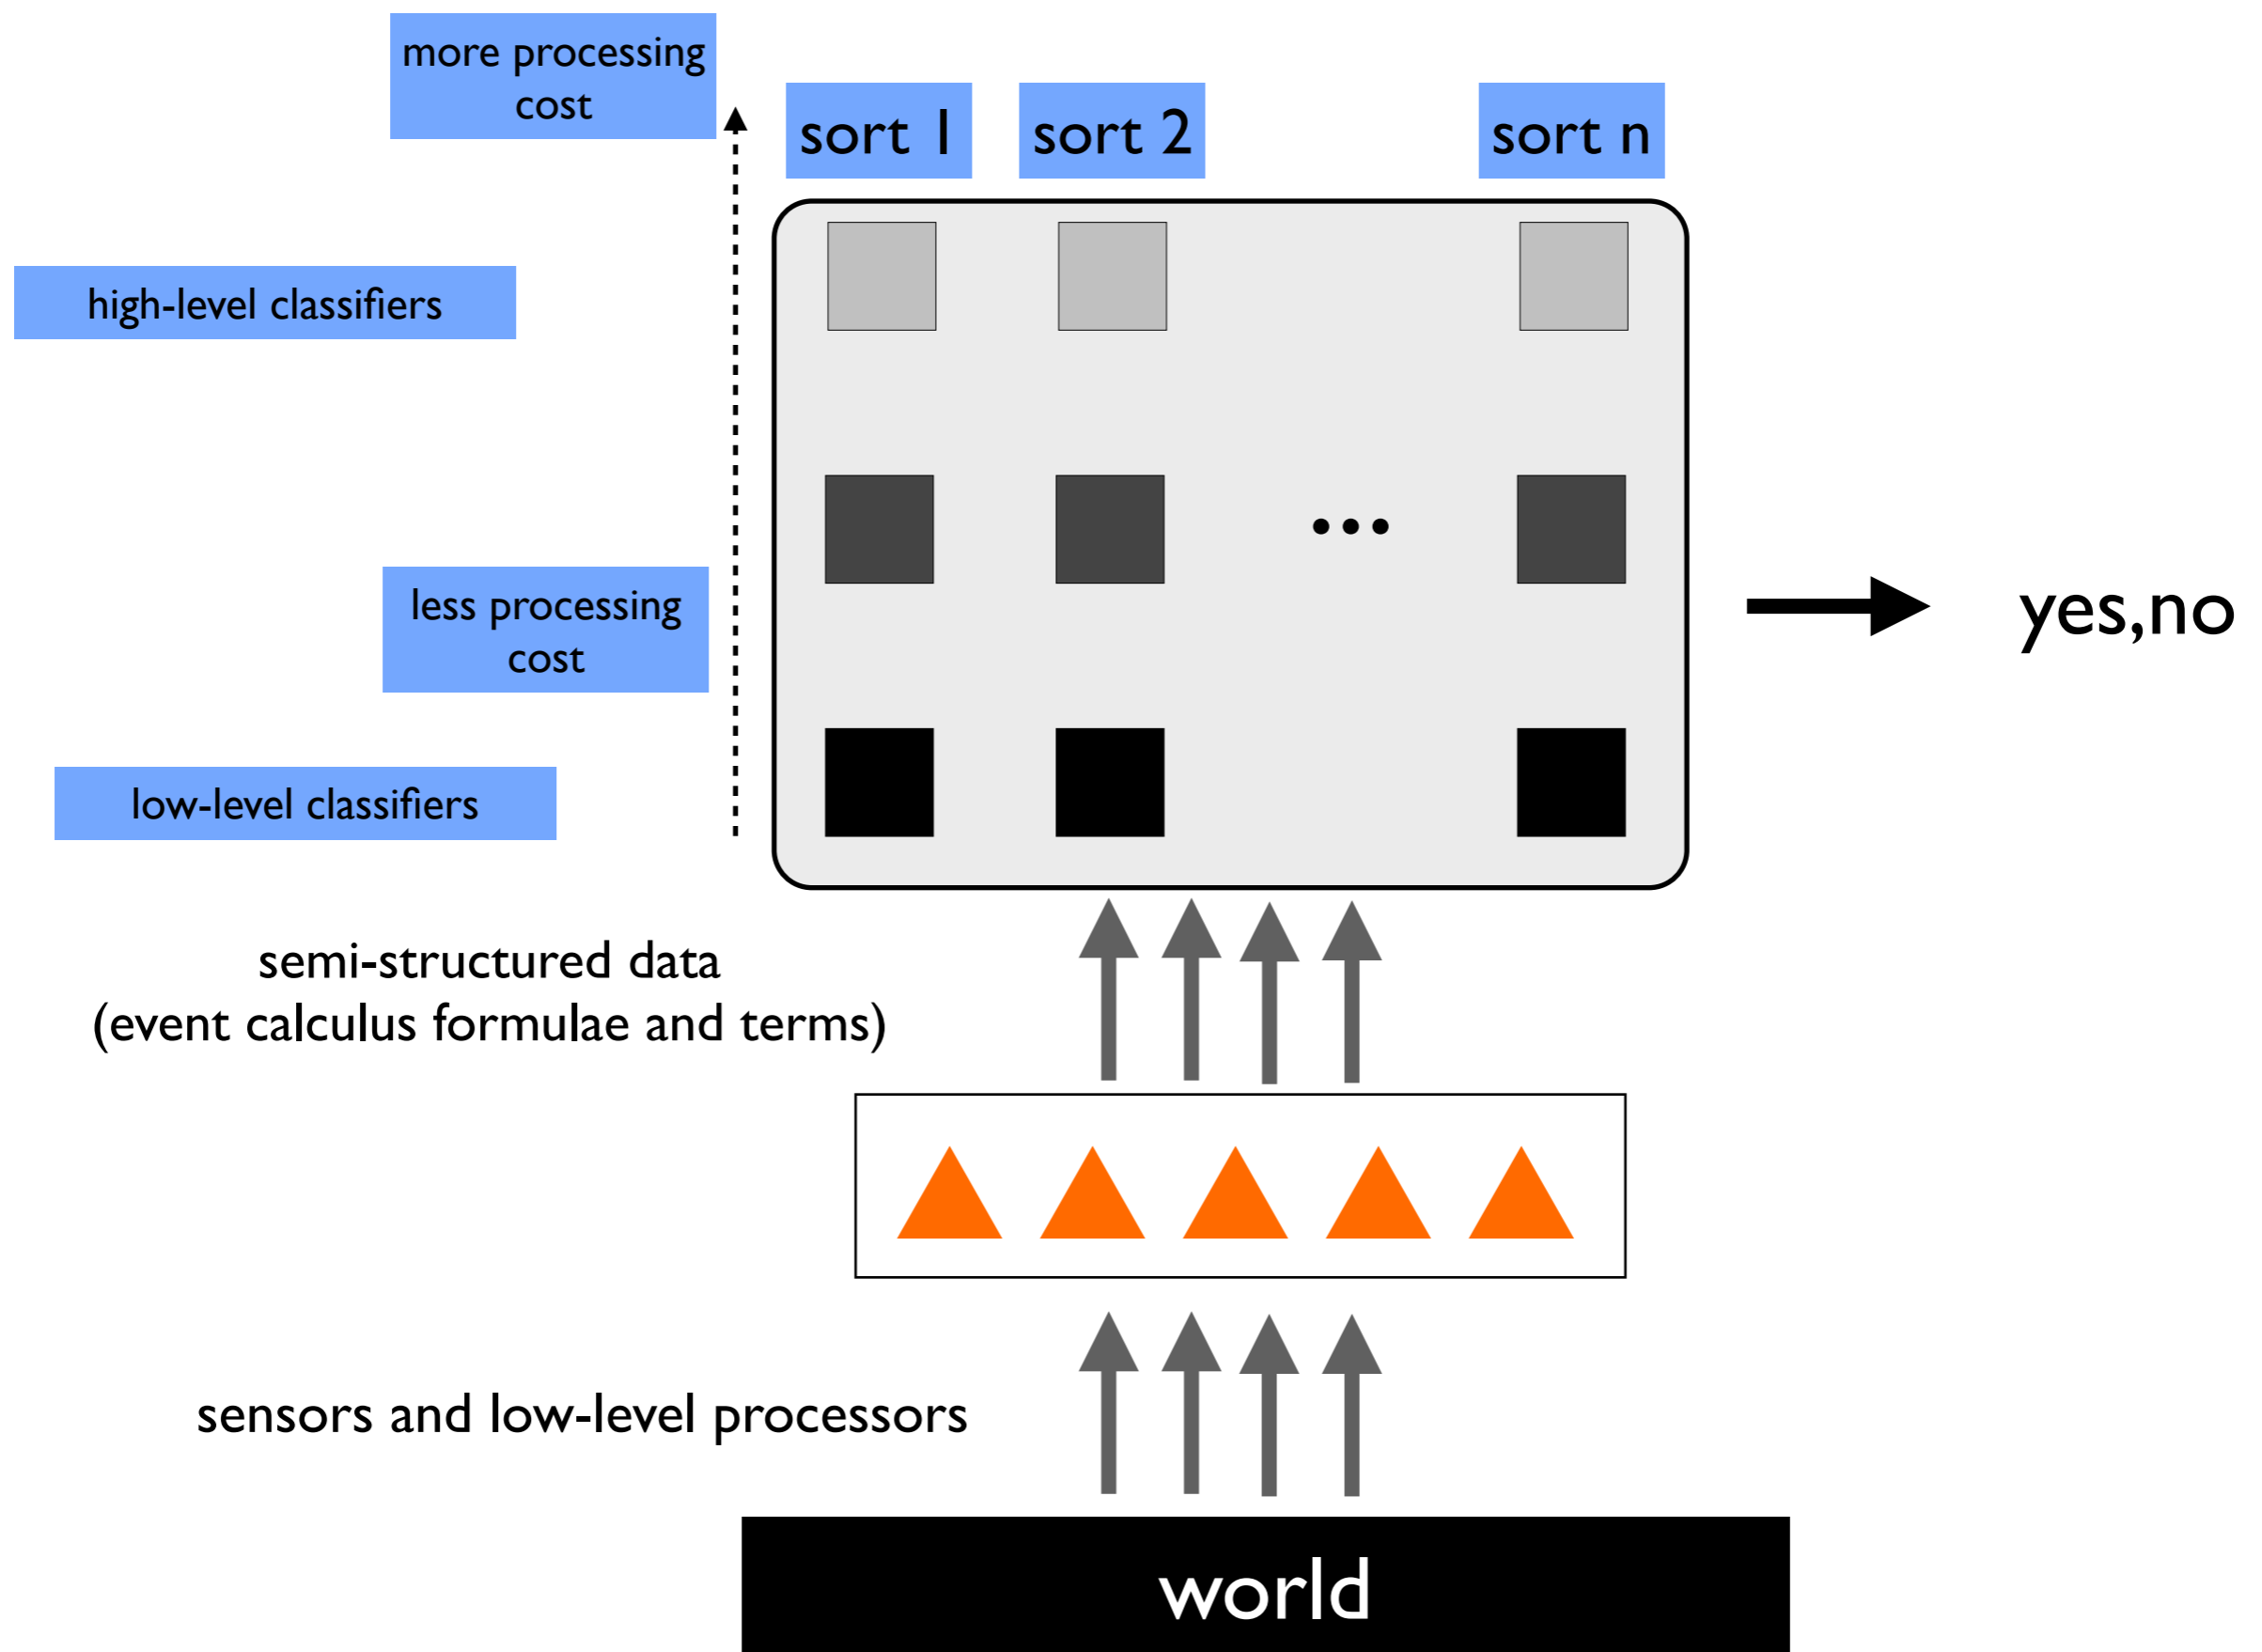 more processing
cost
sort 1
sort 2
sort n
high-level classifiers
...
less processing
cost
yes,no
low-level classifiers
semi-structured data
(event calculus formulae and terms)
sensors and low-level processors
world